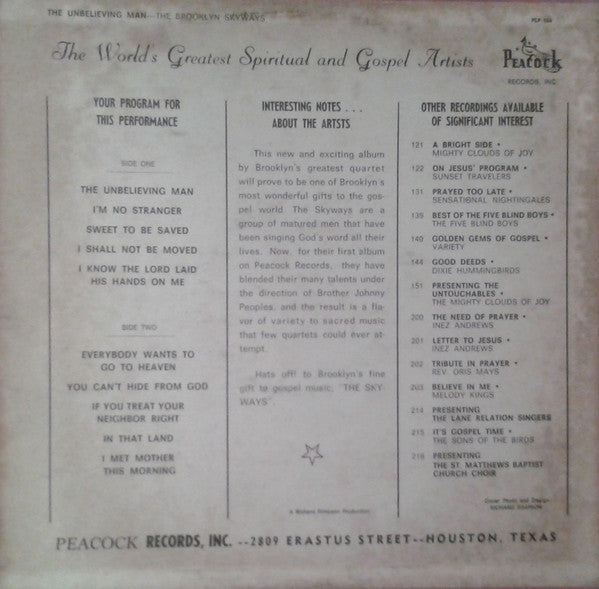 THE UNBELIEVING MAN--THE BROOKLYN SKYWAYS
PLP
The World's Greatest Spiritual and Gospel Artists
PEACOCK
RECORDS, INC.
YOUR PROGRAM FOR
THIS PERFORMANCE
SIDE ONE
THE UNBELIEVING MAN
I'M NO STRANGER
SWEET TO BE SAVED
I SHALL NOT BE MOVED
I KNOW THE LORD LAID
HIS HANDS ON ME
SIDE TWO
EVERYBODY WANTS TO
GO TO HEAVEN
YOU CAN'T HIDE FROM GOD
IF YOU TREAT YOUR
NEIGHBOR RIGHT
IN THAT LAND
I MET MOTHER
THIS MORNING
INTERESTING NOTES . . .
ABOUT THE ARTSTS
This new and exciting album
by Brooklyn's greatest quartet
will prove to be one of Brooklyn's
most wonderful gifts to the gos-
pel world. The Skyways are a
group of matured men that have
been singing God's word all their
lives. Now, for their first album
on Peacock Records, they have
blended their many talents under
the direction of Brother Johnny
Peoples, and the result is a fla-
vor of variety to sacred music
that few quartets could ever at-
tempt.
Hats off! to Brooklyn's fine
gift to gospel music, "THE SKY-
WAYS".
A Production
OTHER RECORDINGS AVAILABLE
OF SIGNIFICANT INTEREST
121 A BRIGHT SIDE •
MIGHTY CLOUDS OF JOY
122 ON JESUS' PROGRAM •
SUNSET TRAVELERS
131 PRAYED TOO LATE •
SENSATIONAL NIGHTINGALES
139 BEST OF THE FIVE BLIND BOYS •
THE FIVE BLIND BOYS
140 GOLDEN GEMS OF GOSPEL •
VARIETY
144 GOOD DEEDS •
DIXIE HUMMINGBIRDS
151 PRESENTING THE
UNTOUCHABLES •
THE MIGHTY CLOUDS OF JOY
200 THE NEED OF PRAYER •
INEZ ANDREWS
201 LETTER TO JESUS •
INEZ ANDREWS
202 TRIBUTE IN PRAYER •
REV. ORIS MAYS
203 BELIEVE IN ME •
MELODY KINGS
214 PRESENTING
THE LANE RELATION SINGERS
215 IT'S GOSPEL TIME •
THE SONS OF THE BIRDS
218 PRESENTING
THE ST. MATTHEWS BAPTIST
CHURCH CHOIR
Cover Photo and Design
RICHARD SIMPSON
PEACOCK RECORDS, INC. --2809 ERASTUS STREET--HOUSTON, TEXAS